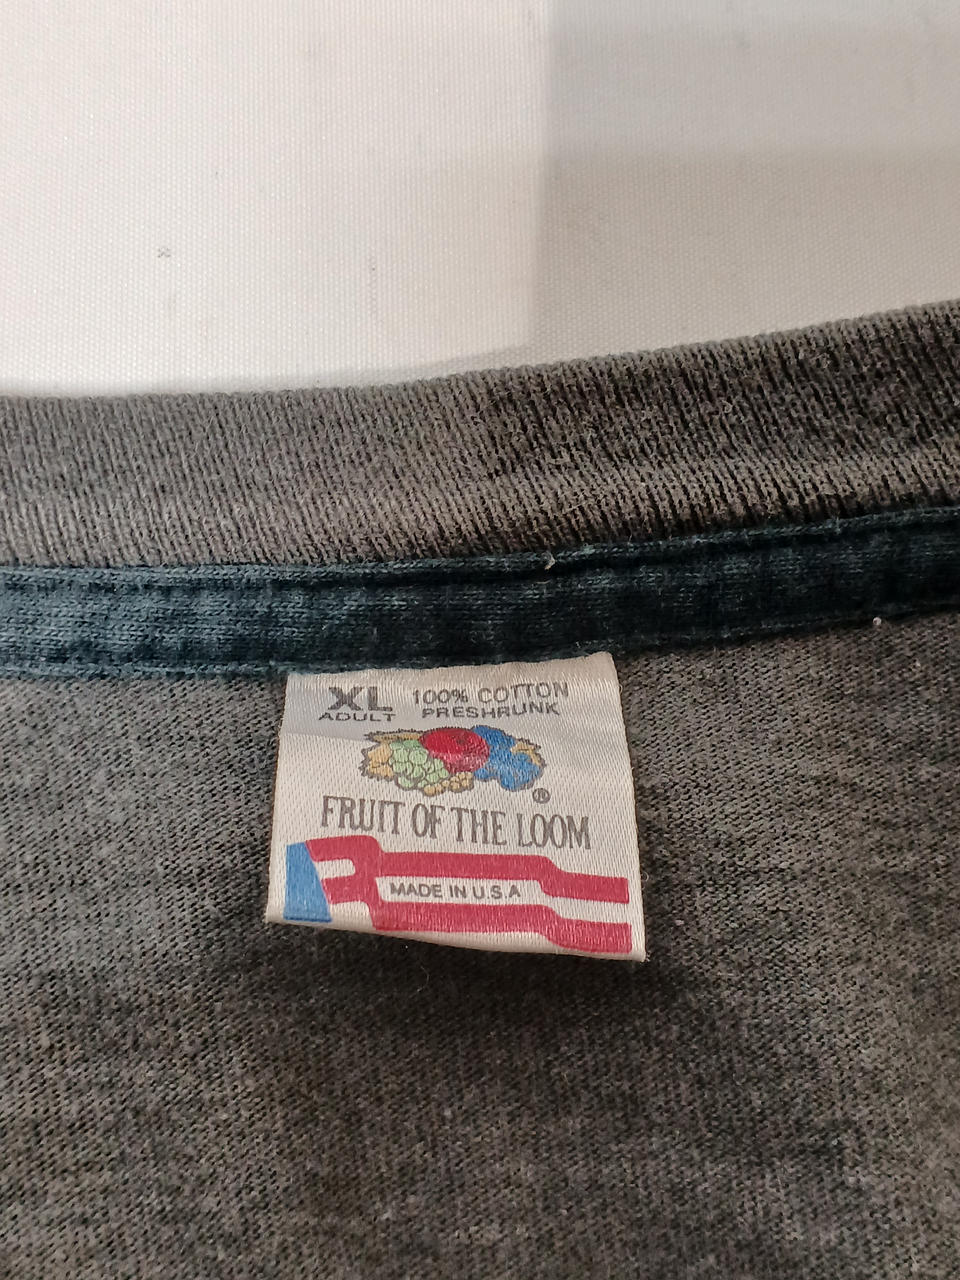 XL 100% COTTON
ADULT PRESHRUNK
®
FRUIT OF THE LOOM
MADE IN U.S.A